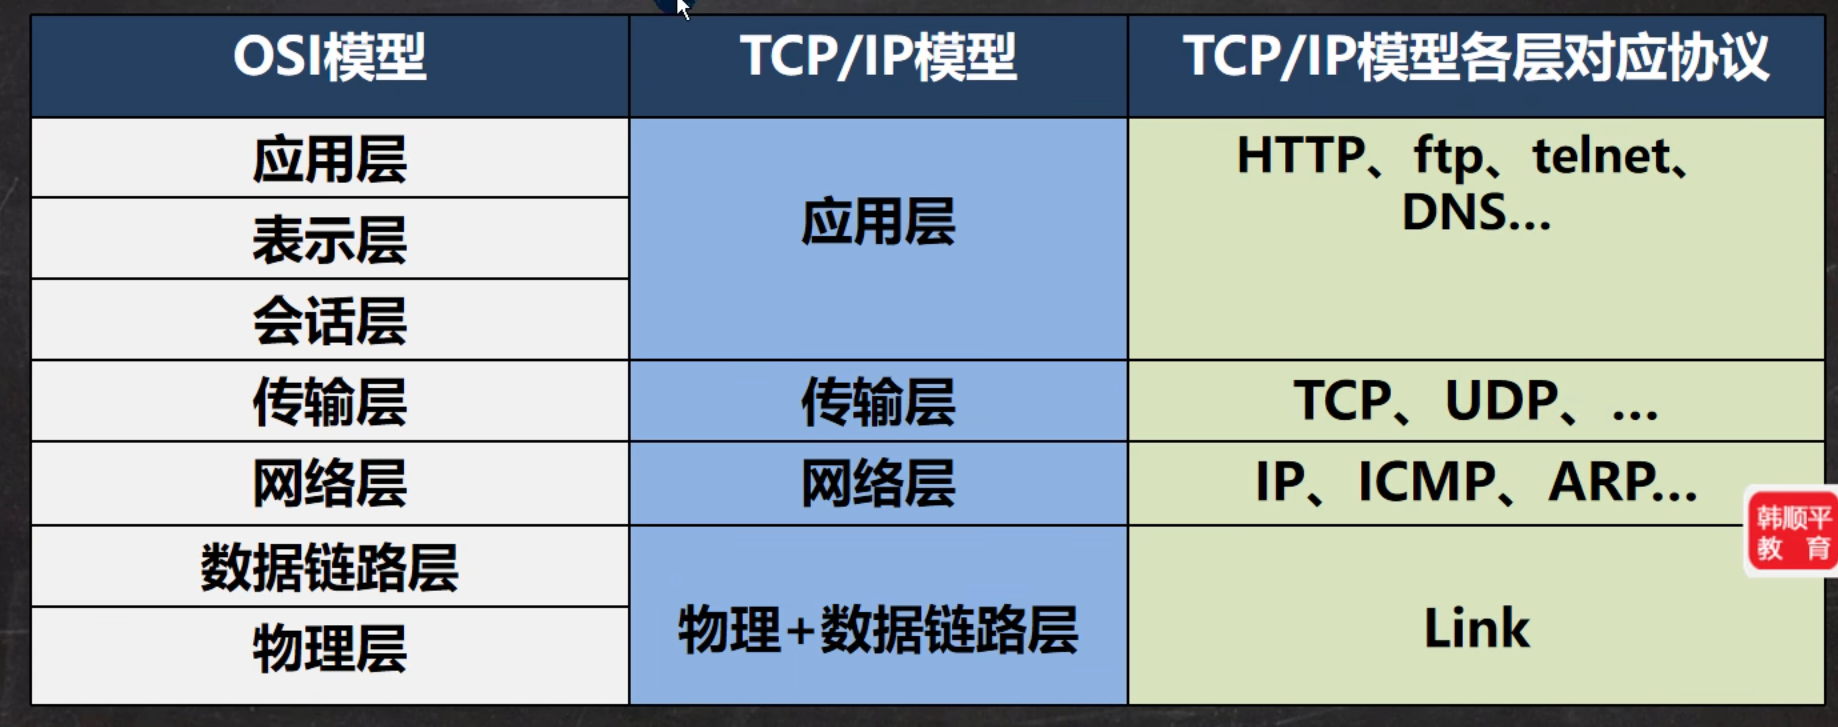 OSI模型
TCP/IP模型
TCP/IP模型各层对应协议
应用层
表示层
会话层
应用层
HTTP、ftp、telnet、
DNS...
传输层
传输层
TCP、UDP、...
网络层
网络层
IP、ICMP、ARP...
数据链路层
物理层
物理+数据链路层
Link
韩顺平
教 育